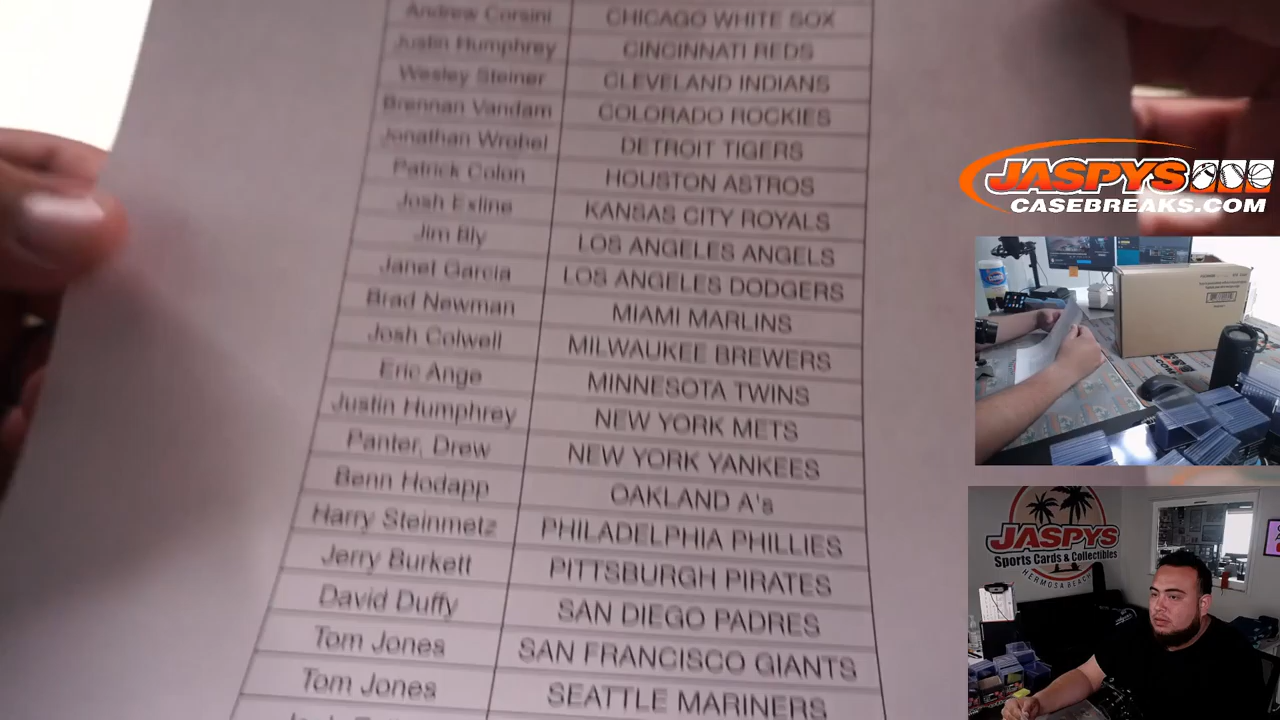 Andrew Corsini CHICAGO WHITE SOX
Justin Humphrey CINCINNATI REDS
Wesley Steiner CLEVELAND INDIANS
Brennan Vandam COLORADO ROCKIES
Jonathan Wrobel DETROIT TIGERS
Patrick Colon HOUSTON ASTROS
Josh Exline KANSAS CITY ROYALS
Jim Bly LOS ANGELES ANGELS
Janet Garcia LOS ANGELES DODGERS
Brad Newman MIAMI MARLINS
Josh Colwell MILWAUKEE BREWERS
Eric Ange MINNESOTA TWINS
Justin Humphrey NEW YORK METS
Panter, Drew NEW YORK YANKEES
Benn Hodapp OAKLAND A's
Harry Steinmetz PHILADELPHIA PHILLIES
Jerry Burkett PITTSBURGH PIRATES
David Duffy SAN DIEGO PADRES
Tom Jones SAN FRANCISCO GIANTS
Tom Jones SEATTLE MARINERS
JASPYS
CASEBREAKS.COM
JASPYS
Sports Cards & Collectibles
HERMOSA BEACH